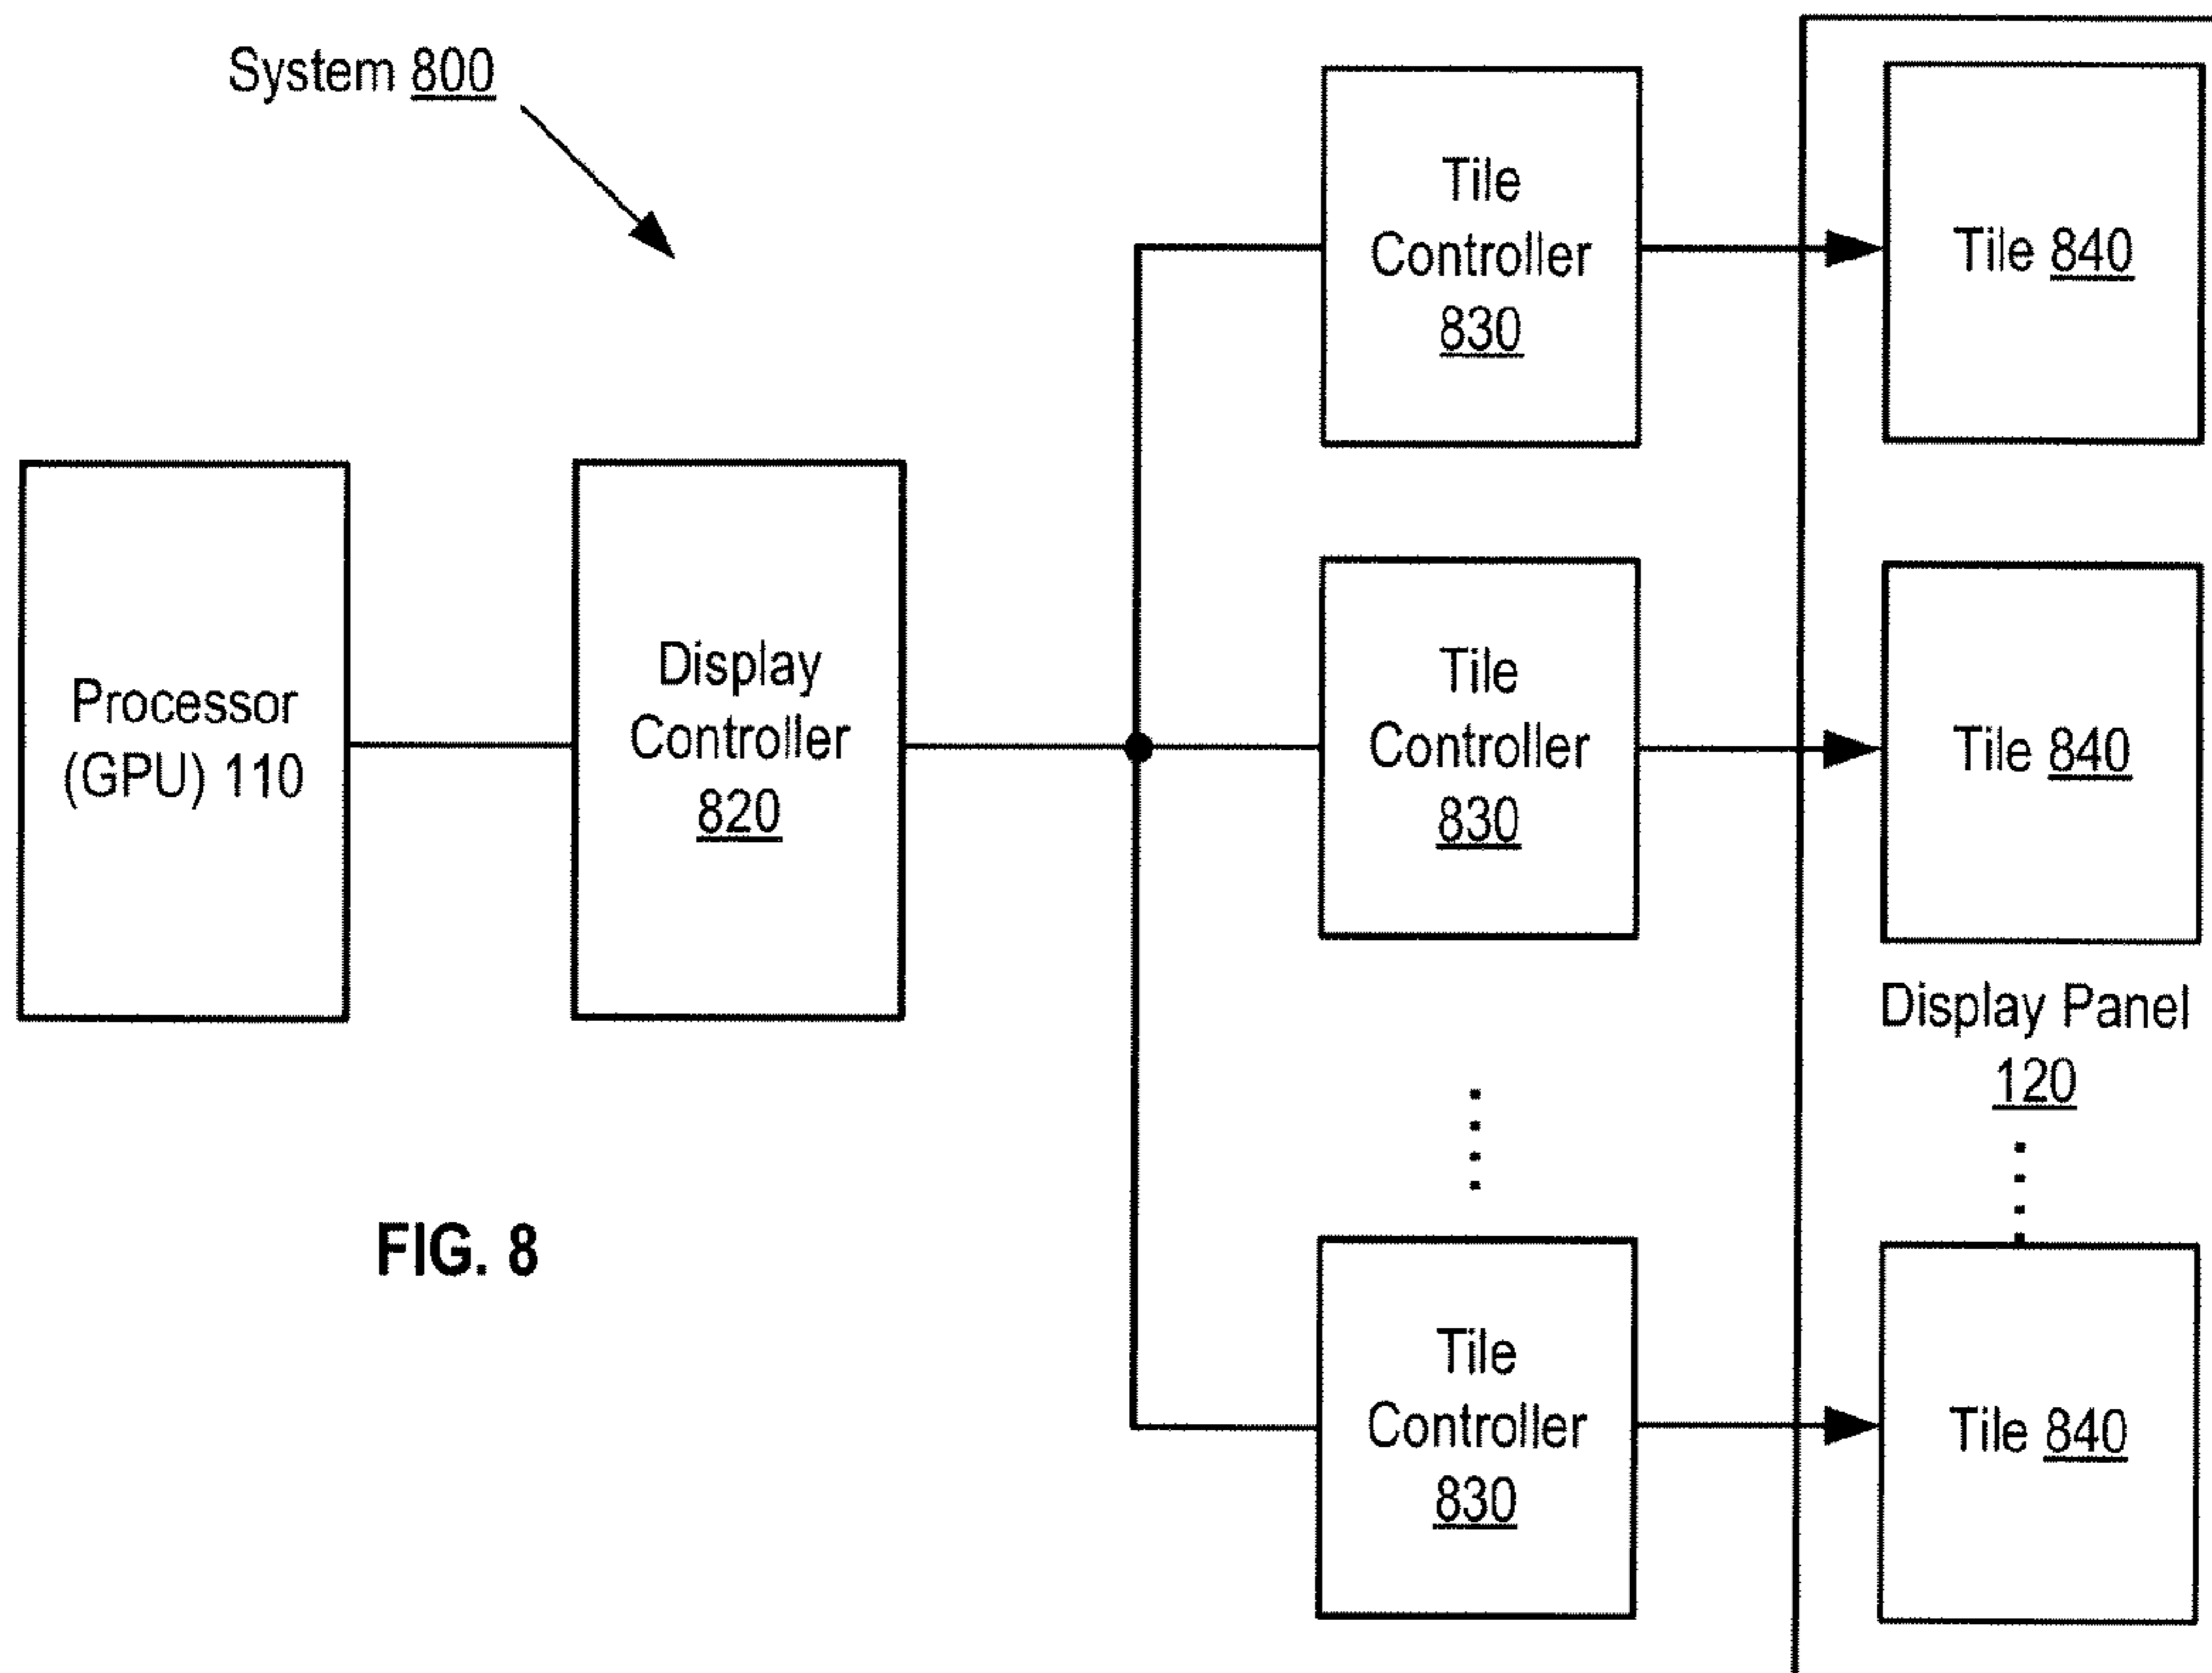 System 800
Tile
Controller
830
Tile 840
Processor
(GPU) 110
Display
Controller
820
Tile
Controller
830
Tile 840
Display Panel
120
FIG. 8
Tile
Controller
830
Tile 840